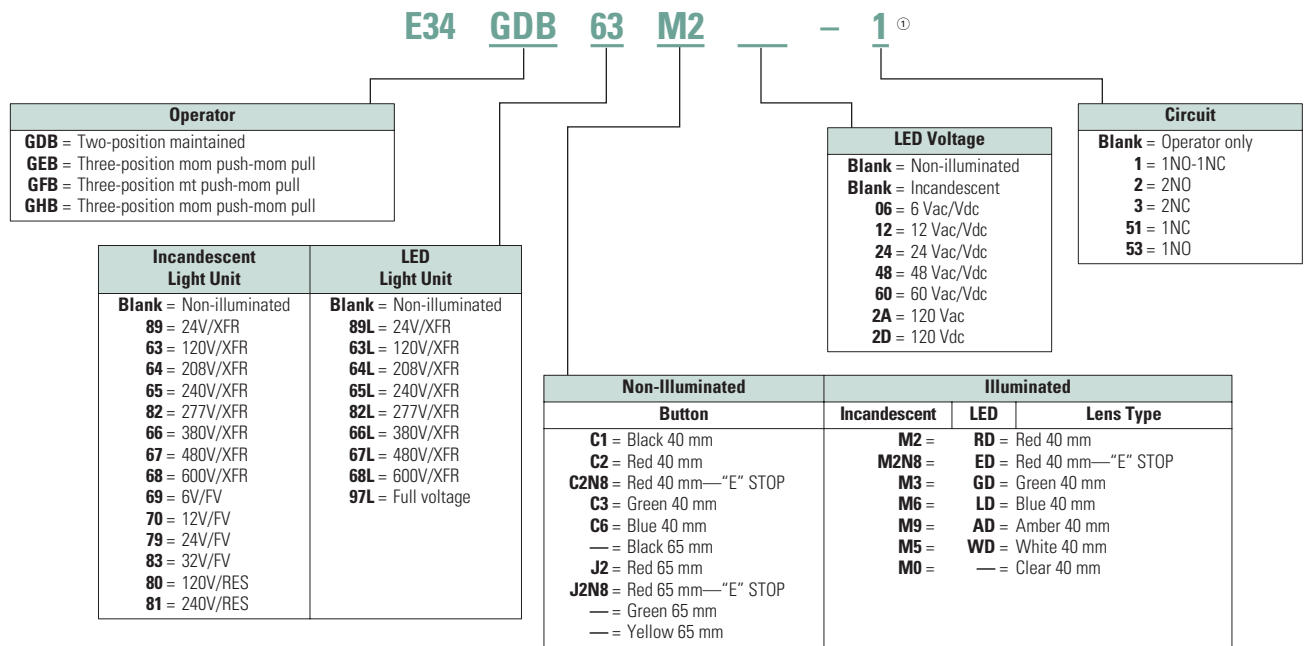 E34 GDB 63 M2 __ – 1 ①
Operator
GDB = Two-position maintained
GEB = Three-position mom push-mom pull
GFB = Three-position mt push-mom pull
GHB = Three-position mom push-mom pull
LED Voltage
Blank = Non-illuminated
Blank = Incandescent
06 = 6 Vac/Vdc
12 = 12 Vac/Vdc
24 = 24 Vac/Vdc
48 = 48 Vac/Vdc
60 = 60 Vac/Vdc
2A = 120 Vac
2D = 120 Vdc
Circuit
Blank = Operator only
1 = 1NO-1NC
2 = 2NO
3 = 2NC
51 = 1NC
53 = 1NO
Incandescent
Light Unit
Blank = Non-illuminated
89 = 24V/XFR
63 = 120V/XFR
64 = 208V/XFR
65 = 240V/XFR
82 = 277V/XFR
66 = 380V/XFR
67 = 480V/XFR
68 = 600V/XFR
69 = 6V/FV
70 = 12V/FV
79 = 24V/FV
83 = 32V/FV
80 = 120V/RES
81 = 240V/RES
LED
Light Unit
Blank = Non-illuminated
89L = 24V/XFR
63L = 120V/XFR
64L = 208V/XFR
65L = 240V/XFR
82L = 277V/XFR
66L = 380V/XFR
67L = 480V/XFR
68L = 600V/XFR
97L = Full voltage
Non-Illuminated
Button
C1 = Black 40 mm
C2 = Red 40 mm
C2N8 = Red 40 mm—“E” STOP
C3 = Green 40 mm
C6 = Blue 40 mm
— = Black 65 mm
J2 = Red 65 mm
J2N8 = Red 65 mm—“E” STOP
— = Green 65 mm
— = Yellow 65 mm
Illuminated
Incandescent LED Lens Type
M2 = RD = Red 40 mm
M2N8 = ED = Red 40 mm—“E” STOP
M3 = GD = Green 40 mm
M6 = LD = Blue 40 mm
M9 = AD = Amber 40 mm
M5 = WD = White 40 mm
M0 = — = Clear 40 mm